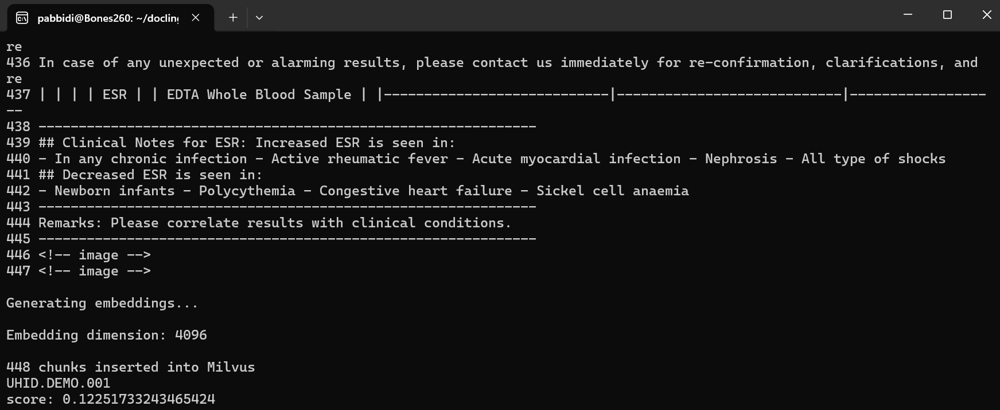 pabbidi@Bones260: ~/docling
re
436 In case of any unexpected or alarming results, please contact us immediately for re-confirmation, clarifications, and
re
437 | | | | ESR | | EDTA Whole Blood Sample | |----------------------------|----------------------------|-----------------
--
438 --------------------------------------------------------------
439 ## Clinical Notes for ESR: Increased ESR is seen in:
440 - In any chronic infection - Active rheumatic fever - Acute myocardial infection - Nephrosis - All type of shocks
441 ## Decreased ESR is seen in:
442 - Newborn infants - Polycythemia - Congestive heart failure - Sickel cell anaemia
443 --------------------------------------------------------------
444 Remarks: Please correlate results with clinical conditions.
445 --------------------------------------------------------------
446 <!-- image -->
447 <!-- image -->
Generating embeddings...
Embedding dimension: 4096
448 chunks inserted into Milvus
UHID.DEMO.001
score: 0.12251733243465424